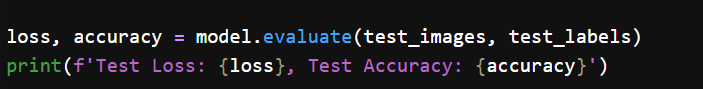 loss, accuracy = model.evaluate(test_images, test_labels)
print(f'Test Loss: {loss}, Test Accuracy: {accuracy}')